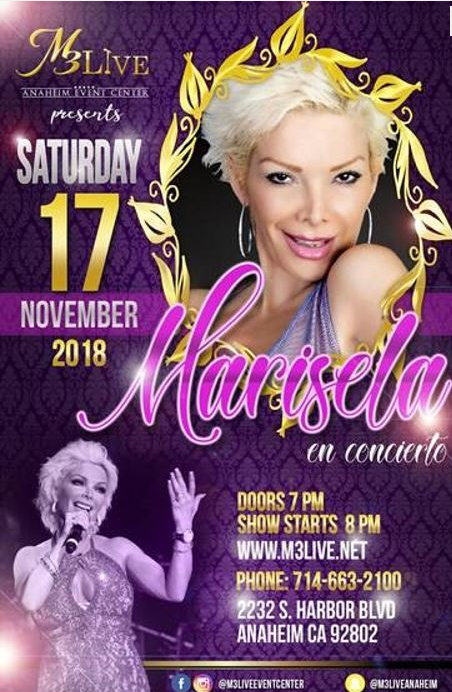 M3LIVE
ANAHEIM EVENT CENTER
presents
SATURDAY
17
NOVEMBER
2018
Marisela
en concierto
DOORS 7 PM
SHOW STARTS 8 PM
WWW.M3LIVE.NET
PHONE: 714-663-2100
2232 S. HARBOR BLVD
ANAHEIM CA 92802
@M3LIVEEVENTCENTER
@M3LIVEANAHEIM